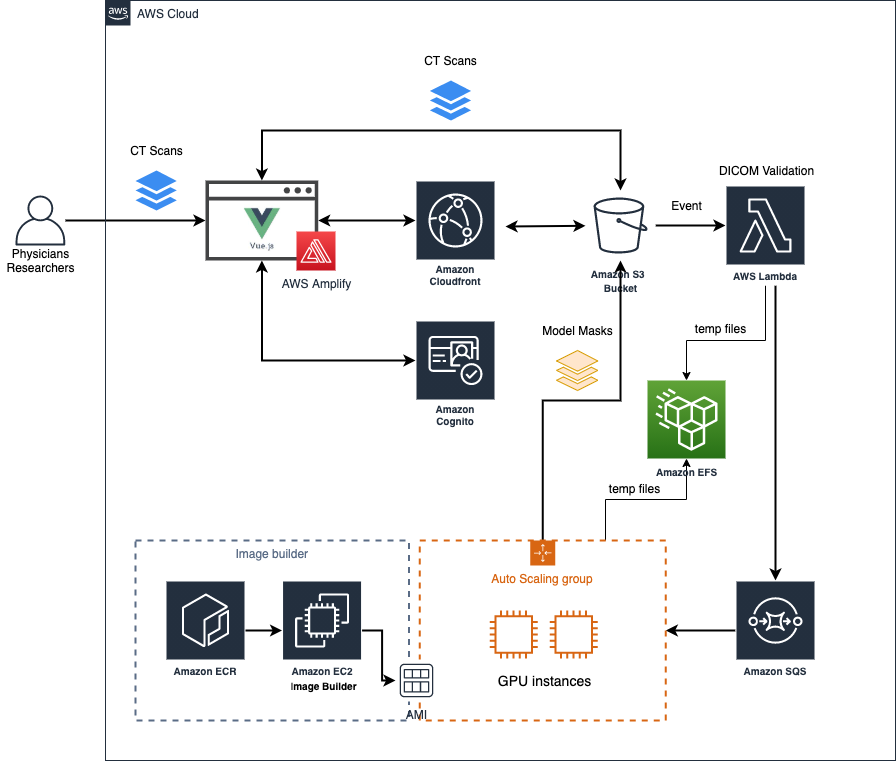 aws
AWS Cloud
CT Scans
CT Scans
DICOM Validation
Event
Vue.js
Physicians
Researchers
AWS Amplify
Amazon
Cloudfront
Amazon S3
Bucket
AWS Lambda
Model Masks
temp files
Amazon
Cognito
Amazon EFS
temp files
Image builder
Auto Scaling group
Amazon ECR
Amazon EC2
Image Builder
GPU instances
Amazon SQS
AMI